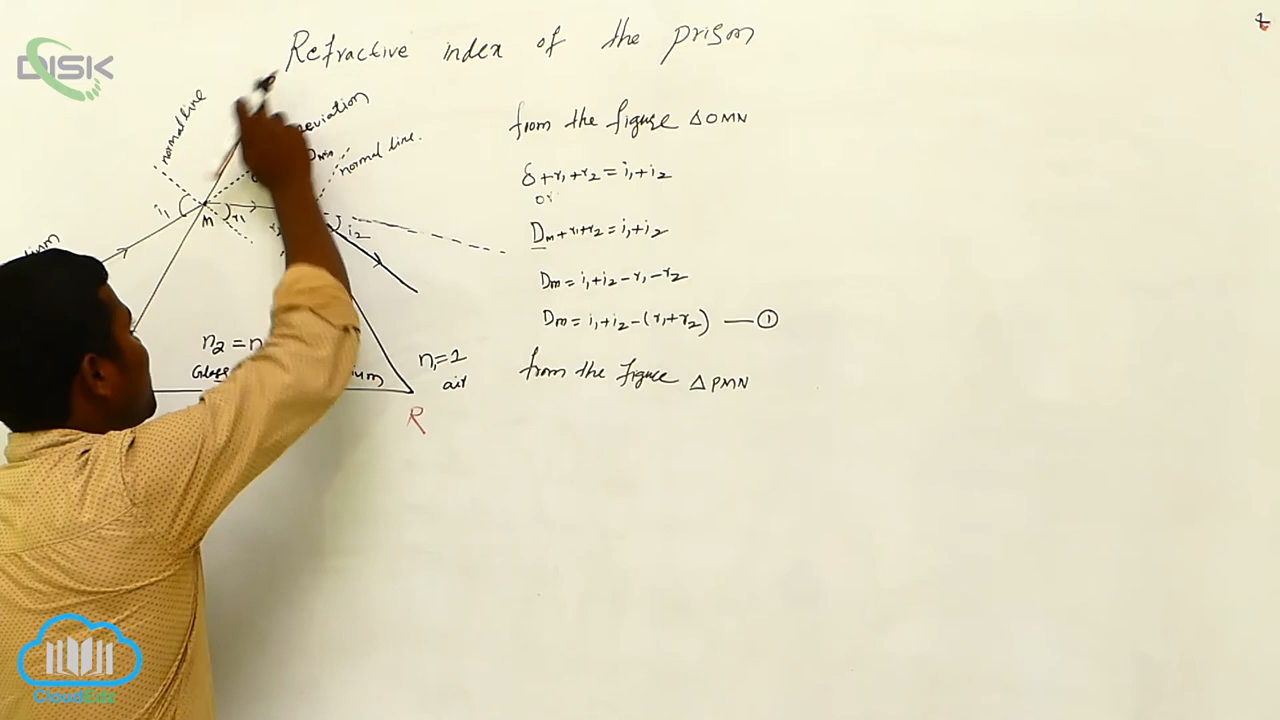 DISK
Refractive index of the prism
normal line
Deviation
normal line.
from the figure △OMN
δ+r₁+r₂=i₁+i₂
or
Dₘ+r₁+r₂=i₁+i₂
Dₘ=i₁+i₂-r₁-r₂
Dₘ=i₁+i₂-(r₁+r₂) — ①
from the figure △PMN
i₁
M
r₁
i₂
n₂=n
n₁=1
air
R
CloudEdz